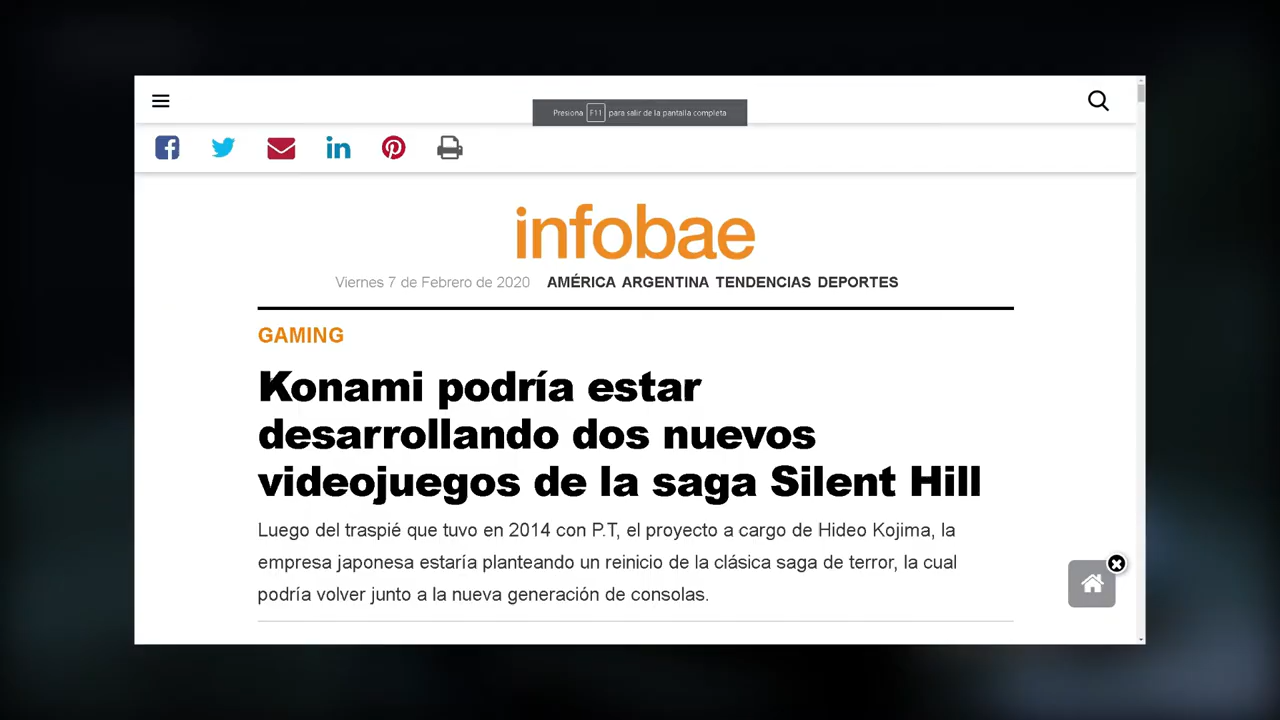 Presiona F11 para salir de la pantalla completa
infobae
Viernes 7 de Febrero de 2020 AMÉRICA ARGENTINA TENDENCIAS DEPORTES
GAMING
Konami podría estar
desarrollando dos nuevos
videojuegos de la saga Silent Hill
Luego del traspié que tuvo en 2014 con P.T, el proyecto a cargo de Hideo Kojima, la
empresa japonesa estaría planteando un reinicio de la clásica saga de terror, la cual
podría volver junto a la nueva generación de consolas.